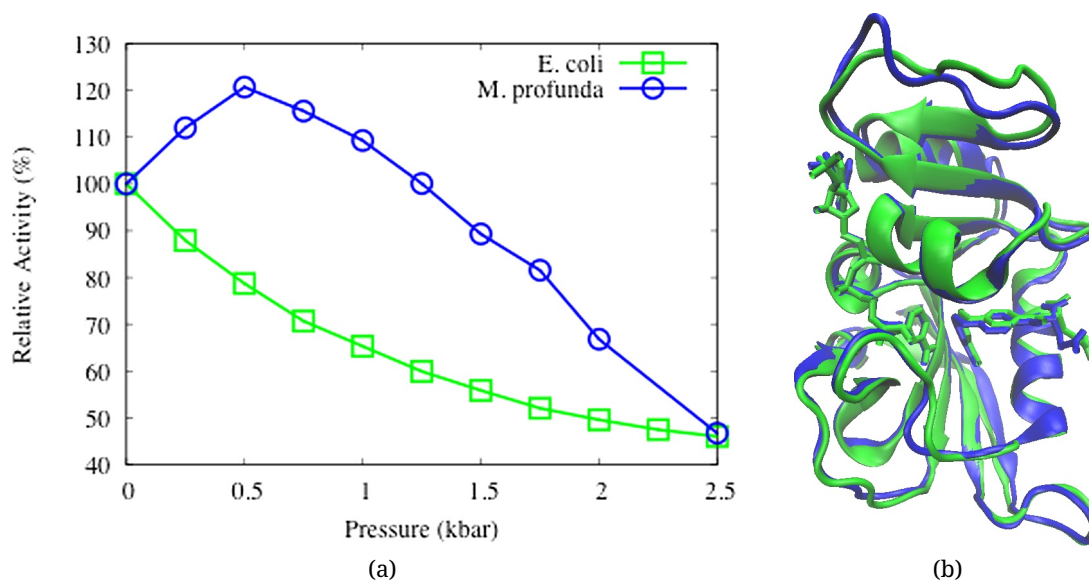 130
120
110
100
90
80
70
60
50
40
Relative Activity (%)
E. coli
M. profunda
0 0.5 1 1.5 2 2.5
Pressure (kbar)
(a) (b)